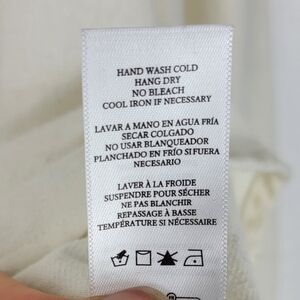 HAND WASH COLD
HANG DRY
NO BLEACH
COOL IRON IF NECESSARY
LAVAR A MANO EN AGUA FRÍA
SECAR COLGADO
NO USAR BLANQUEADOR
PLANCHADO EN FRÍO SI FUERA
NECESARIO
LAVER À LA FROIDE
SUSPENDRE POUR SÉCHER
NE PAS BLANCHIR
REPASSAGE À BASSE
TEMPÉRATURE SI NÉCESSAIRE